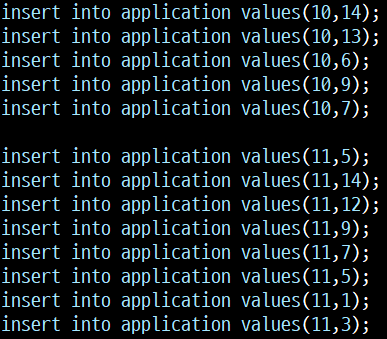 insert into application values(10,14);
insert into application values(10,13);
insert into application values(10,6);
insert into application values(10,9);
insert into application values(10,7);
insert into application values(11,5);
insert into application values(11,14);
insert into application values(11,12);
insert into application values(11,9);
insert into application values(11,7);
insert into application values(11,5);
insert into application values(11,1);
insert into application values(11,3);